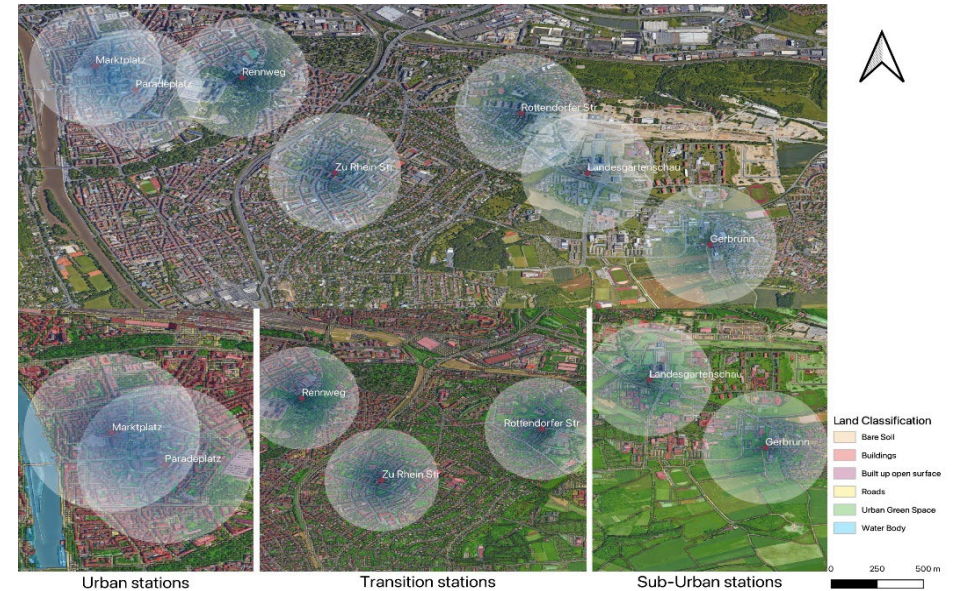 Marktplatz
Paradeplatz
Rennweg
Zu Rhein Str
Rottendorfer Str
Landesgartenschau
Gerbrunn
Marktplatz
Paradeplatz
Rennweg
Zu Rhein Str
Rottendorfer Str
Landesgartenschau
Gerbrunn
Land Classification
Bare Soil
Buildings
Built up open surface
Roads
Urban Green Space
Water Body
0 250 500 m
Urban stations
Transition stations
Sub-Urban stations